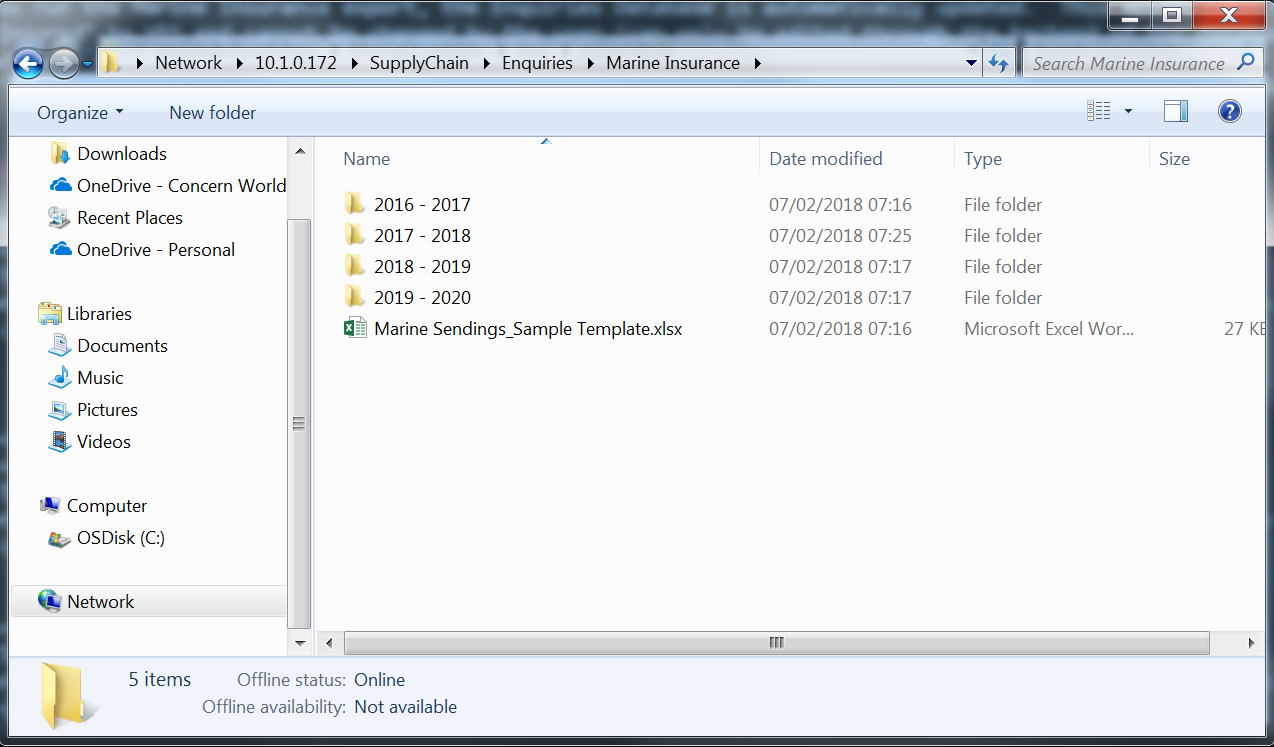 Network ▸ 10.1.0.172 ▸ SupplyChain ▸ Enquiries ▸ Marine Insurance ▸ Search Marine Insurance
Organize New folder
Downloads
OneDrive - Concern World
Recent Places
OneDrive - Personal
Libraries
Documents
Music
Pictures
Videos
Computer
OSDisk (C:)
Network
Name Date modified Type Size
2016 - 2017 07/02/2018 07:16 File folder
2017 - 2018 07/02/2018 07:25 File folder
2018 - 2019 07/02/2018 07:17 File folder
2019 - 2020 07/02/2018 07:17 File folder
Marine Sendings_Sample Template.xlsx 07/02/2018 07:16 Microsoft Excel Wor... 27 KB
5 items Offline status: Online
Offline availability: Not available